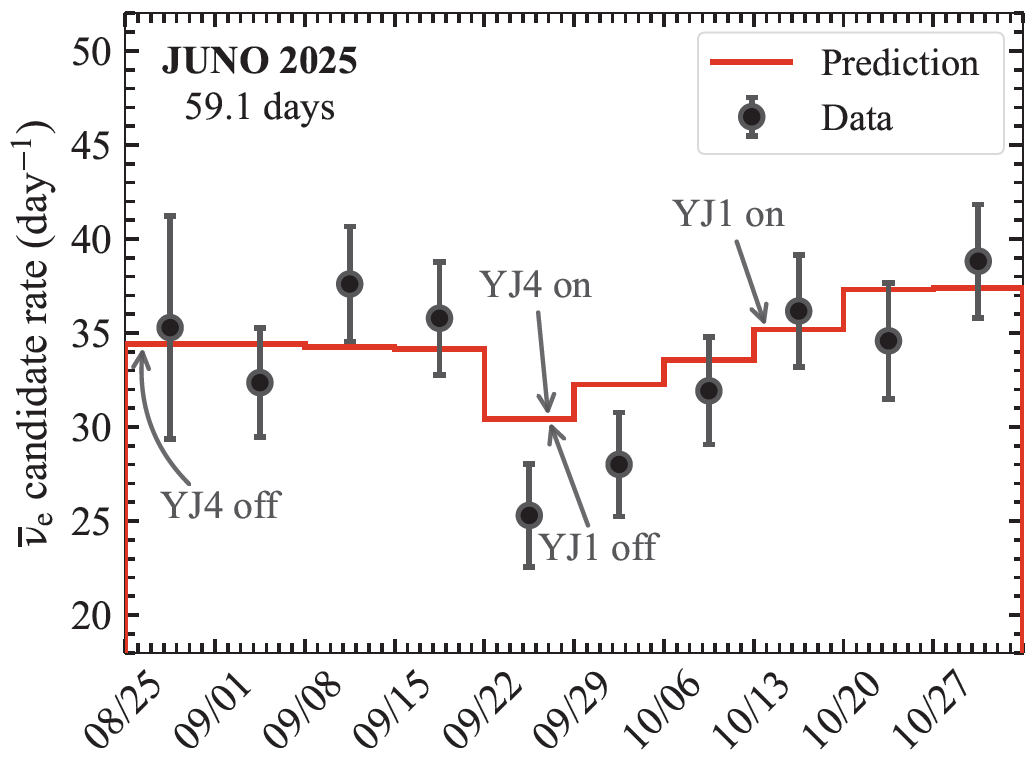 JUNO 2025
59.1 days
Prediction
Data
ν̅ₑ candidate rate (day⁻¹)
50
45
40
35
30
25
20
YJ1 on
YJ4 on
YJ4 off
YJ1 off
08/25
09/01
09/08
09/15
09/22
09/29
10/06
10/13
10/20
10/27